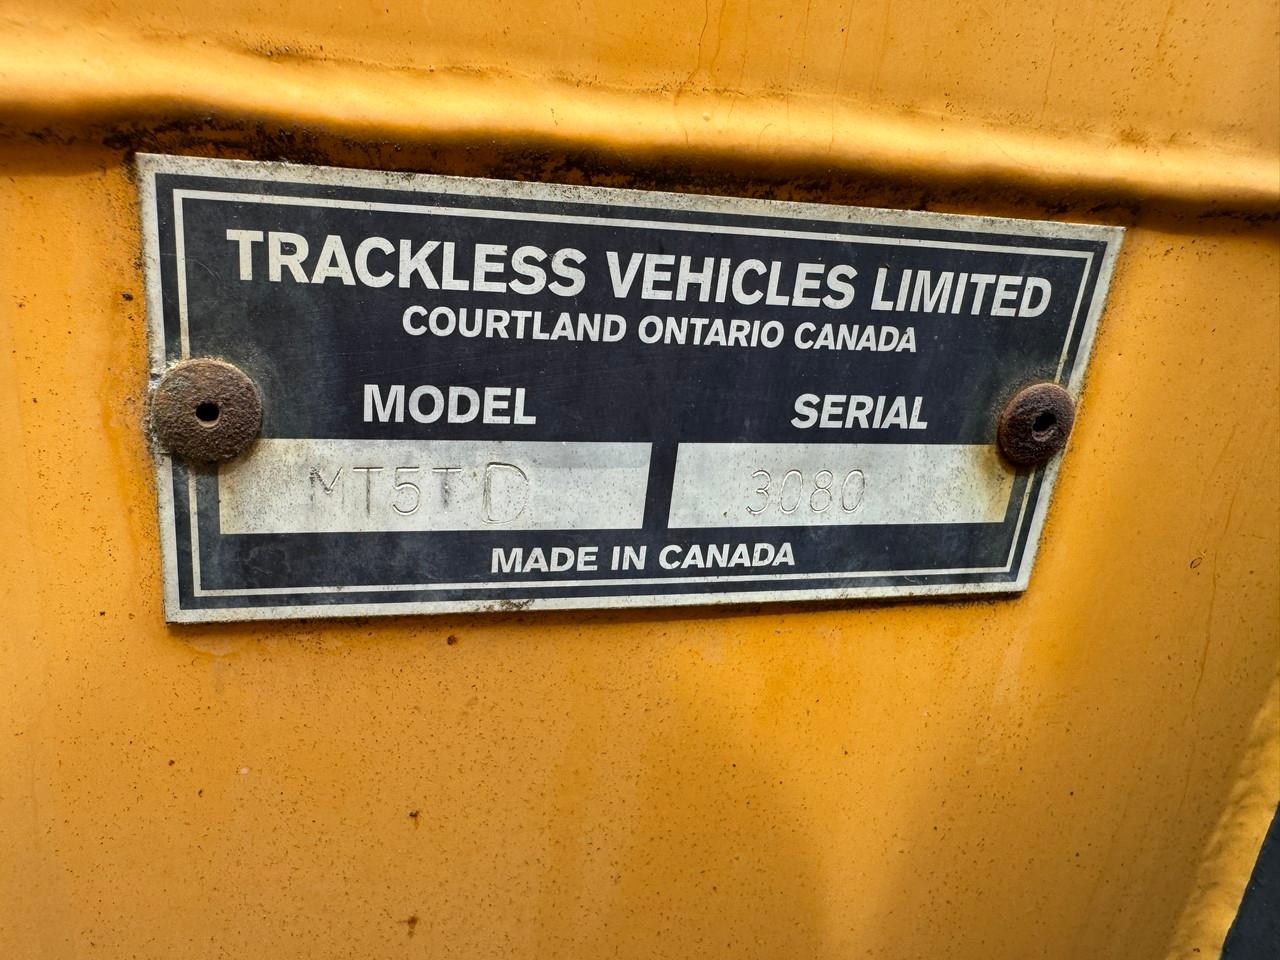 TRACKLESS VEHICLES LIMITED
COURTLAND ONTARIO CANADA
MODEL SERIAL
MT5TD 3080
MADE IN CANADA